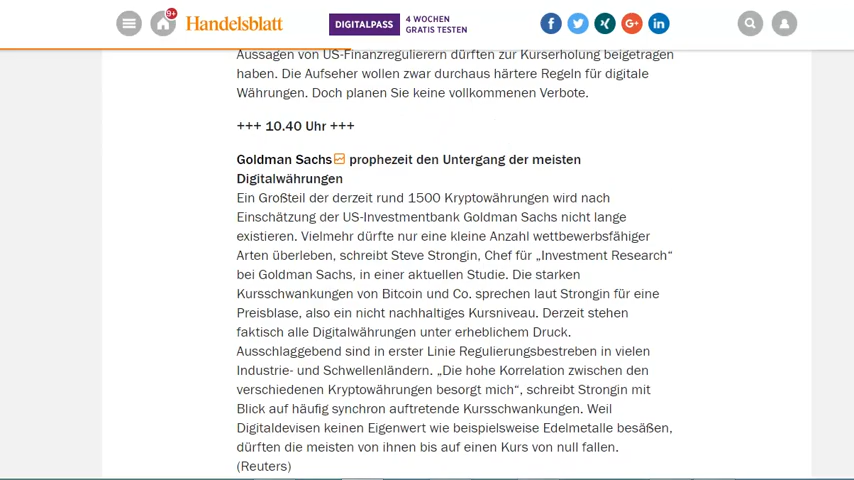 9+
Handelsblatt
DIGITALPASS
4 WOCHEN
GRATIS TESTEN
Aussagen von US-Finanzregulierern dürften zur Kurserholung beigetragen
haben. Die Aufseher wollen zwar durchaus härtere Regeln für digitale
Währungen. Doch planen Sie keine vollkommenen Verbote.
+++ 10.40 Uhr +++
Goldman Sachs prophezeit den Untergang der meisten
Digitalwährungen
Ein Großteil der derzeit rund 1500 Kryptowährungen wird nach
Einschätzung der US-Investmentbank Goldman Sachs nicht lange
existieren. Vielmehr dürfte nur eine kleine Anzahl wettbewerbsfähiger
Arten überleben, schreibt Steve Strongin, Chef für „Investment Research“
bei Goldman Sachs, in einer aktuellen Studie. Die starken
Kursschwankungen von Bitcoin und Co. sprechen laut Strongin für eine
Preisblase, also ein nicht nachhaltiges Kursniveau. Derzeit stehen
faktisch alle Digitalwährungen unter erheblichem Druck.
Ausschlaggebend sind in erster Linie Regulierungsbestreben in vielen
Industrie- und Schwellenländern. „Die hohe Korrelation zwischen den
verschiedenen Kryptowährungen besorgt mich“, schreibt Strongin mit
Blick auf häufig synchron auftretende Kursschwankungen. Weil
Digitaldevisen keinen Eigenwert wie beispielsweise Edelmetalle besäßen,
dürften die meisten von ihnen bis auf einen Kurs von null fallen.
(Reuters)